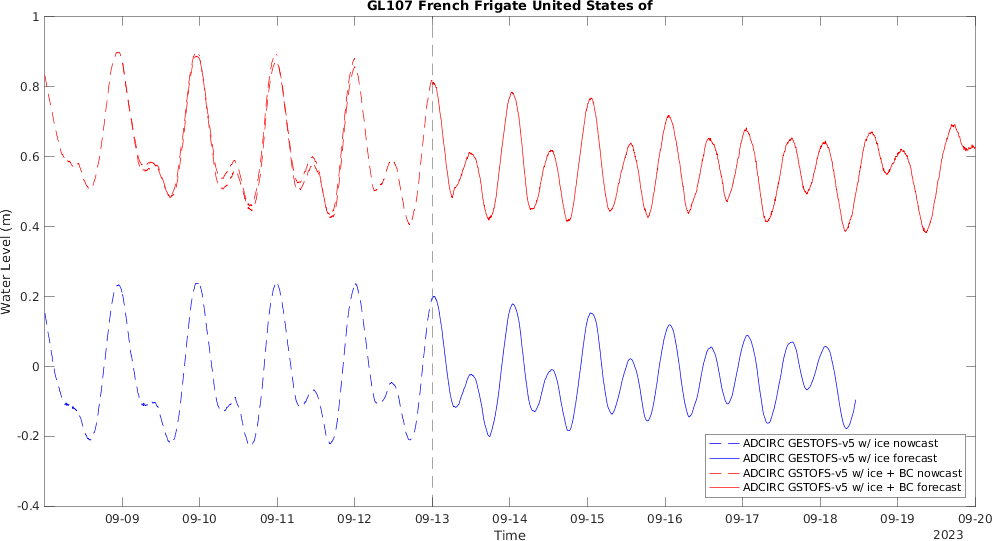 GL107 French Frigate United States of
Water Level (m)
1
0.8
0.6
0.4
0.2
0
-0.2
-0.4
ADCIRC GESTOFS-v5 w/ ice nowcast
ADCIRC GESTOFS-v5 w/ ice forecast
ADCIRC GSTOFS-v5 w/ ice + BC nowcast
ADCIRC GSTOFS-v5 w/ ice + BC forecast
09-09 09-10 09-11 09-12 09-13 09-14 09-15 09-16 09-17 09-18 09-19 09-20
Time
2023